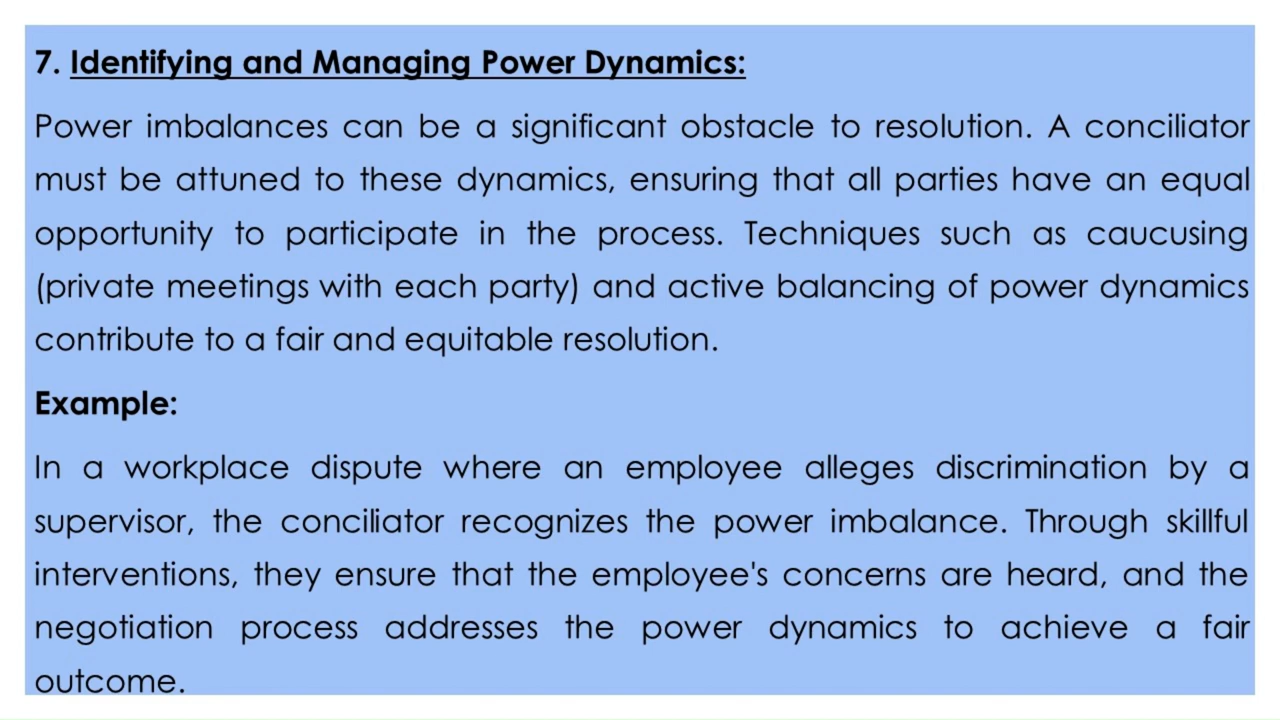 7. Identifying and Managing Power Dynamics:
Power imbalances can be a significant obstacle to resolution. A conciliator
must be attuned to these dynamics, ensuring that all parties have an equal
opportunity to participate in the process. Techniques such as caucusing
(private meetings with each party) and active balancing of power dynamics
contribute to a fair and equitable resolution.
Example:
In a workplace dispute where an employee alleges discrimination by a
supervisor, the conciliator recognizes the power imbalance. Through skillful
interventions, they ensure that the employee's concerns are heard, and the
negotiation process addresses the power dynamics to achieve a fair
outcome.